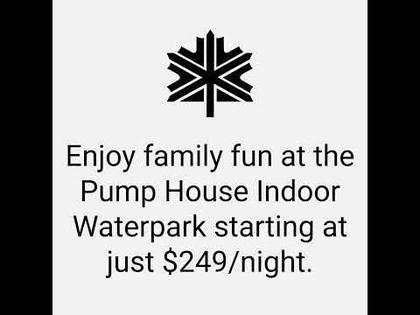 Enjoy family fun at the
Pump House Indoor
Waterpark starting at
just $249/night.